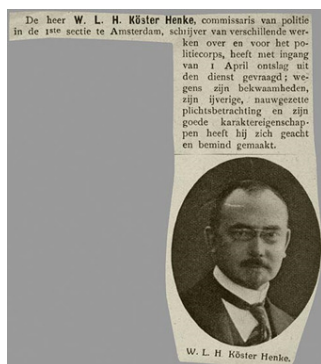 De heer W. L. H. Köster Henke, commissaris van politie
in de 1ste sectie te Amsterdam, schrijver van verschillende wer-
ken over en voor het po-
litiecorps, heeft met ingang
van 1 April ontslag uit
den dienst gevraagd; we-
gens zijn bekwaamheden,
zijn ijverige, nauwgezette
plichtsbetrachting en zijn
goede karaktereigenschap-
pen heeft hij zich geacht
en bemind gemaakt.
W. L. H Köster Henke.